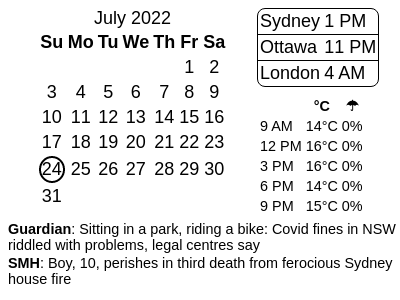 July 2022
Su Mo Tu We Th Fr Sa
1 2
3 4 5 6 7 8 9
10 11 12 13 14 15 16
17 18 19 20 21 22 23
24 25 26 27 28 29 30
31
Sydney 1 PM
Ottawa 11 PM
London 4 AM
°C ☂
9 AM 14°C 0%
12 PM 16°C 0%
3 PM 16°C 0%
6 PM 14°C 0%
9 PM 15°C 0%
Guardian: Sitting in a park, riding a bike: Covid fines in NSW
riddled with problems, legal centres say
SMH: Boy, 10, perishes in third death from ferocious Sydney
house fire